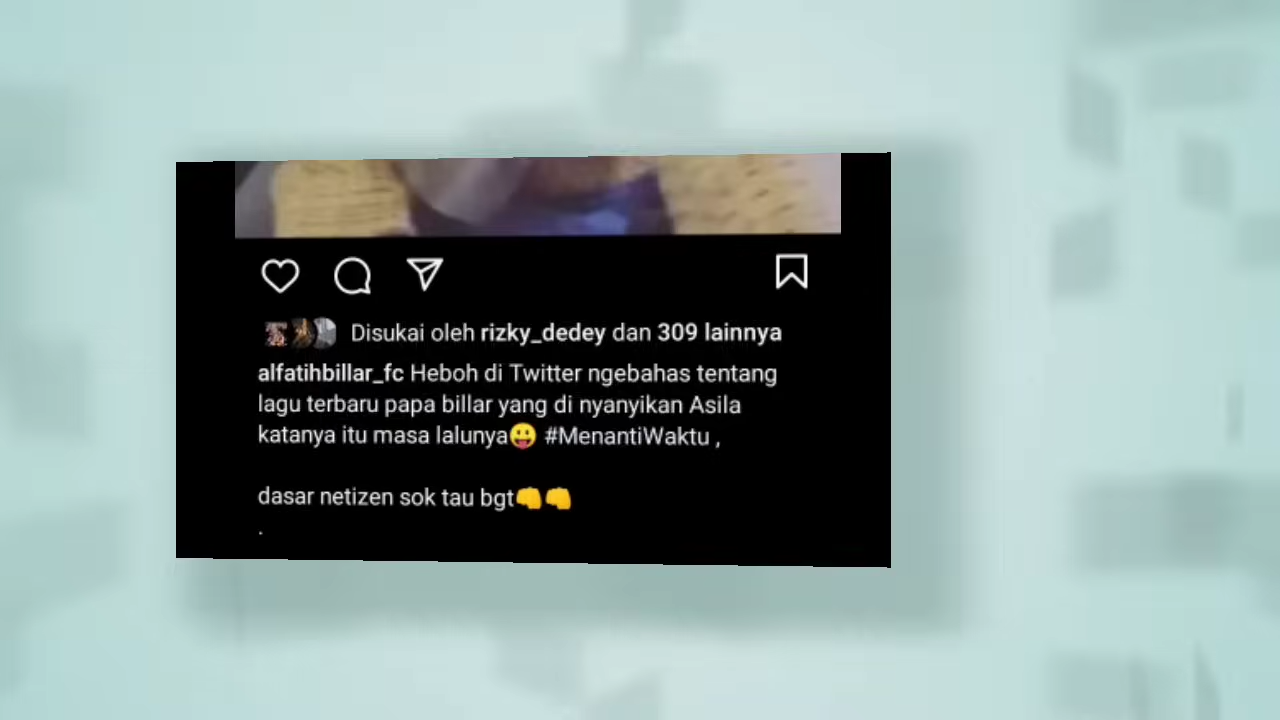 Disukai oleh rizky_dedey dan 309 lainnya
alfatihbillar_fc Heboh di Twitter ngebahas tentang
lagu terbaru papa billar yang di nyanyikan Asila
katanya itu masa lalunya😛 #MenantiWaktu ,
dasar netizen sok tau bgt👊👊
.